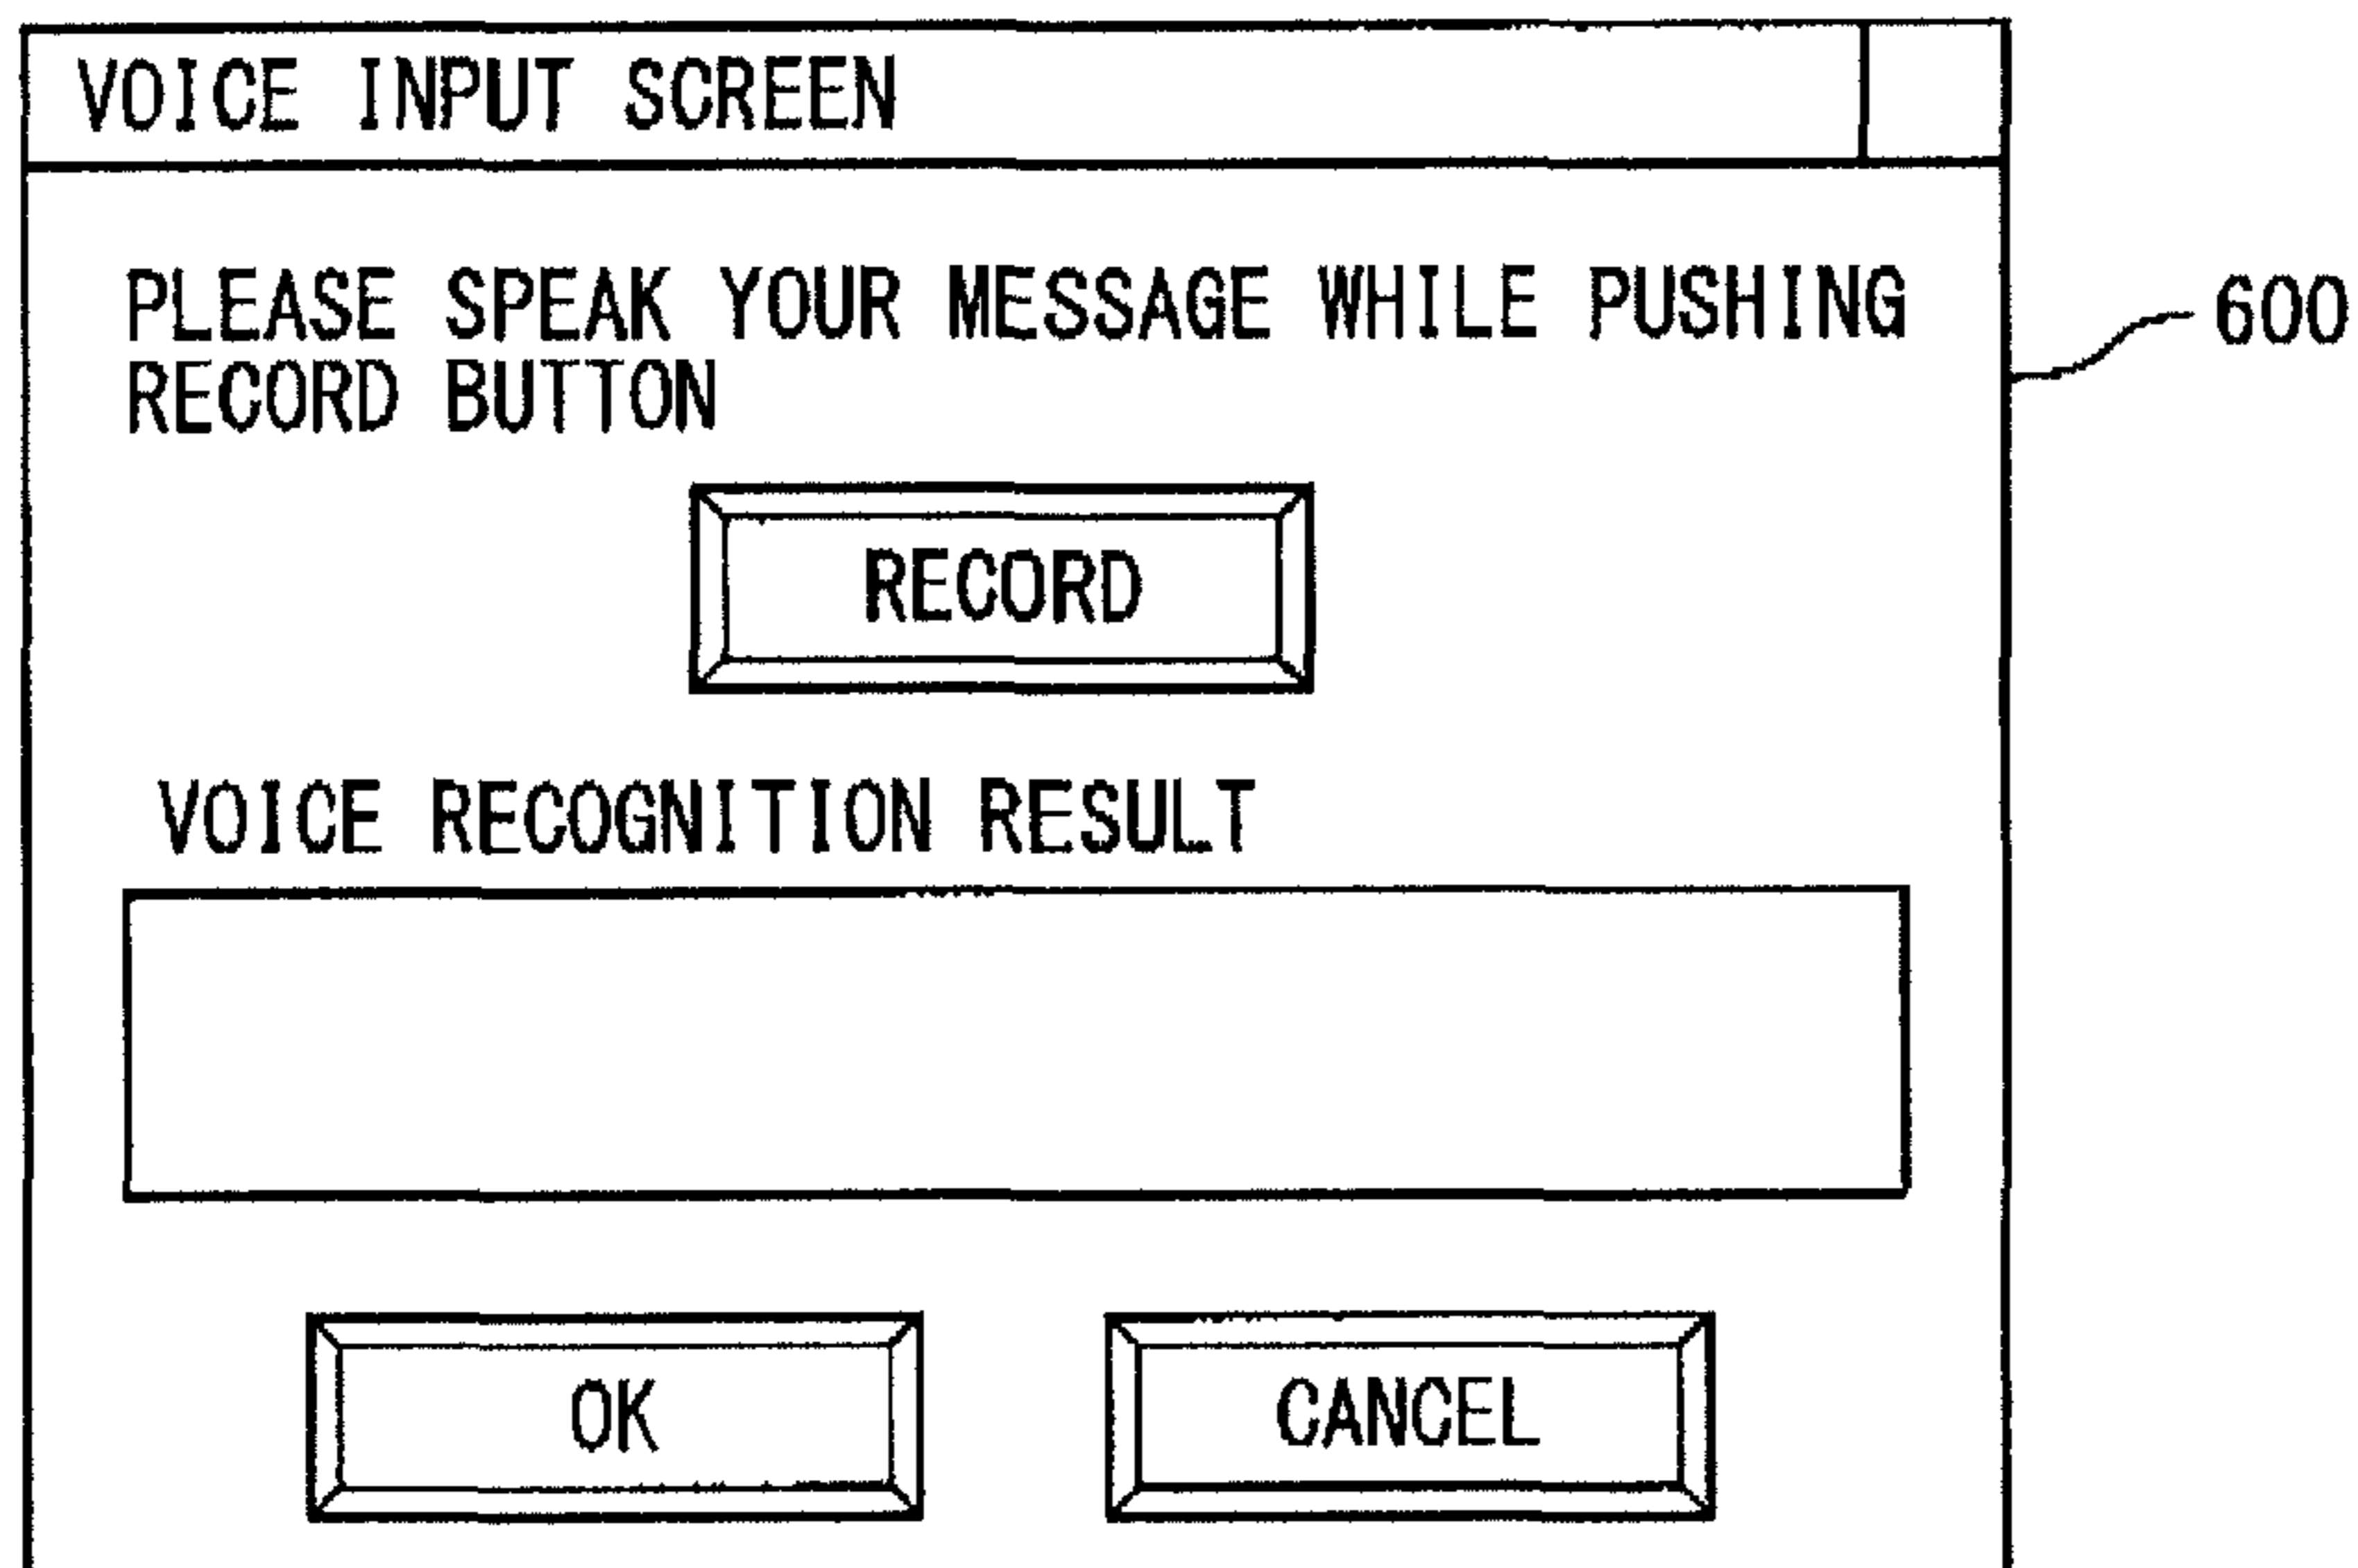 VOICE INPUT SCREEN
PLEASE SPEAK YOUR MESSAGE WHILE PUSHING
RECORD BUTTON
600
RECORD
VOICE RECOGNITION RESULT
OK
CANCEL